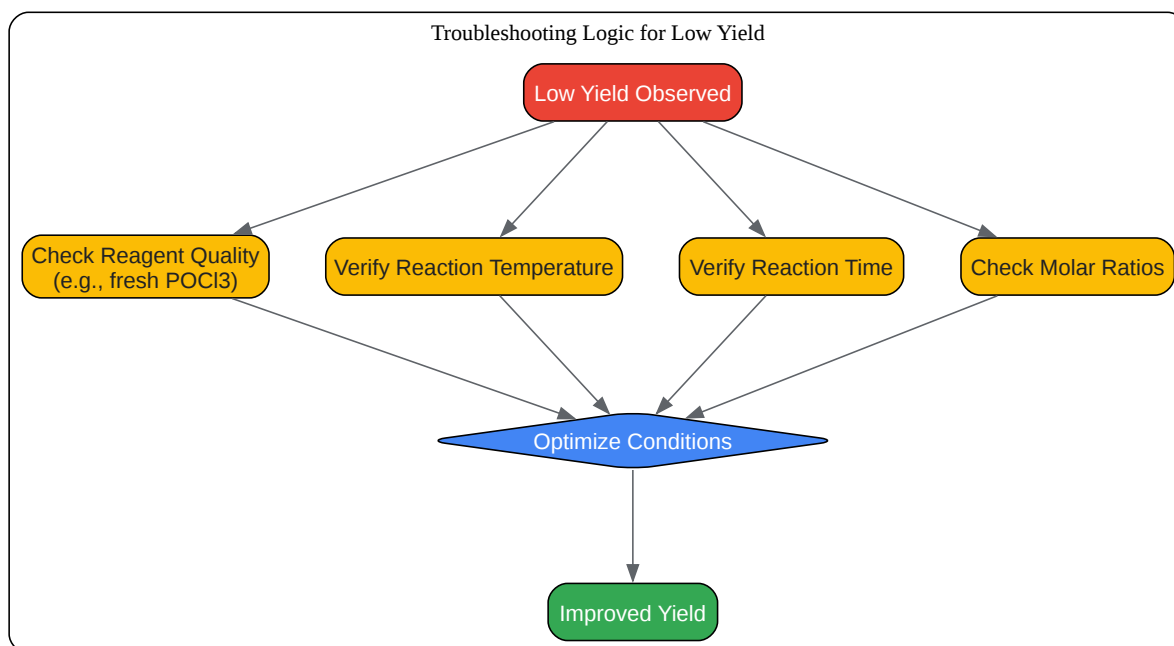 Troubleshooting Logic for Low Yield
Low Yield Observed
Check Reagent Quality
(e.g., fresh POCl3)
Verify Reaction Temperature
Verify Reaction Time
Check Molar Ratios
Optimize Conditions
Improved Yield